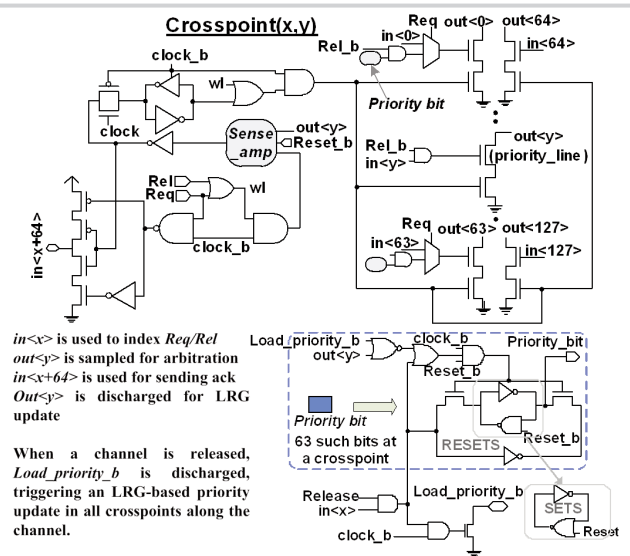 Crosspoint(x,y)
clock_b
Req
out<0>
out<64>
in<0>
in<64>
Rel_b
wl
Priority bit
clock
Sense
_amp
out<y>
Reset_b
Rel_b
in<y>
out<y>
(priority_line)
Rel
Req
wl
clock_b
in<x+64>
Req
out<63>
out<127>
in<63>
in<127>
in<x> is used to index Req/Rel
out<y> is sampled for arbitration
in<x+64> is used for sending ack
Out<y> is discharged for LRG
update
When a channel is released,
Load_priority_b is discharged,
triggering an LRG-based priority
update in all crosspoints along the
channel.
Load_priority_b
out<y>
clock_b
Priority_bit
Reset_b
Priority bit
63 such bits at
a crosspoint
RESETS
Reset_b
Release
in<x>
Load_priority_b
clock_b
SETS
Reset